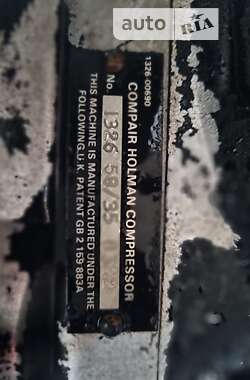 auto RIA
1326 00690
COMPAIR HOLMAN COMPRESSOR
No. 1326 58/35
THIS MACHINE IS MANUFACTURED UNDER THE
FOLLOWING U.K. PATENT GB 2 159 883A